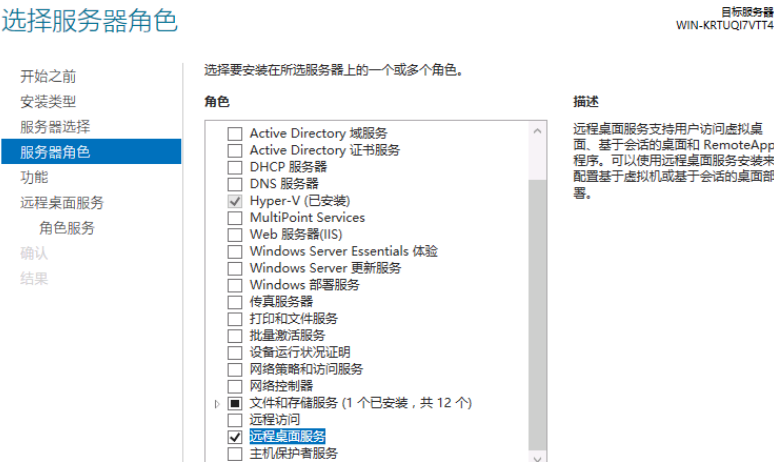 选择服务器角色
目标服务器
WIN-KRTUQI7VTT4
开始之前
安装类型
服务器选择
服务器角色
功能
远程桌面服务
角色服务
确认
结果
选择要安装在所选服务器上的一个或多个角色。
角色
Active Directory 域服务
Active Directory 证书服务
DHCP 服务器
DNS 服务器
Hyper-V (已安装)
MultiPoint Services
Web 服务器(IIS)
Windows Server Essentials 体验
Windows Server 更新服务
Windows 部署服务
传真服务器
打印和文件服务
批量激活服务
设备运行状况证明
网络策略和访问服务
网络控制器
文件和存储服务 (1 个已安装，共 12 个)
远程访问
远程桌面服务
主机保护者服务
描述
远程桌面服务支持用户访问虚拟桌
面、基于会话的桌面和 RemoteApp
程序。可以使用远程桌面服务安装来
配置基于虚拟机或基于会话的桌面部
署。